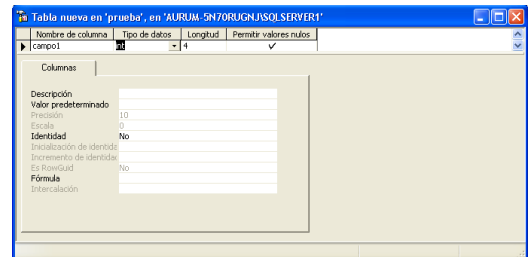 Tabla nueva en 'prueba', en 'AURUM-5N70RUGNJ\SQLSERVER1'
Nombre de columna Tipo de datos Longitud Permitir valores nulos
campo1 int 4
Columnas
Descripción
Valor predeterminado
Precisión 10
Escala 0
Identidad No
Inicialización de identida
Incremento de identidad
Es RowGuid No
Fórmula
Intercalación